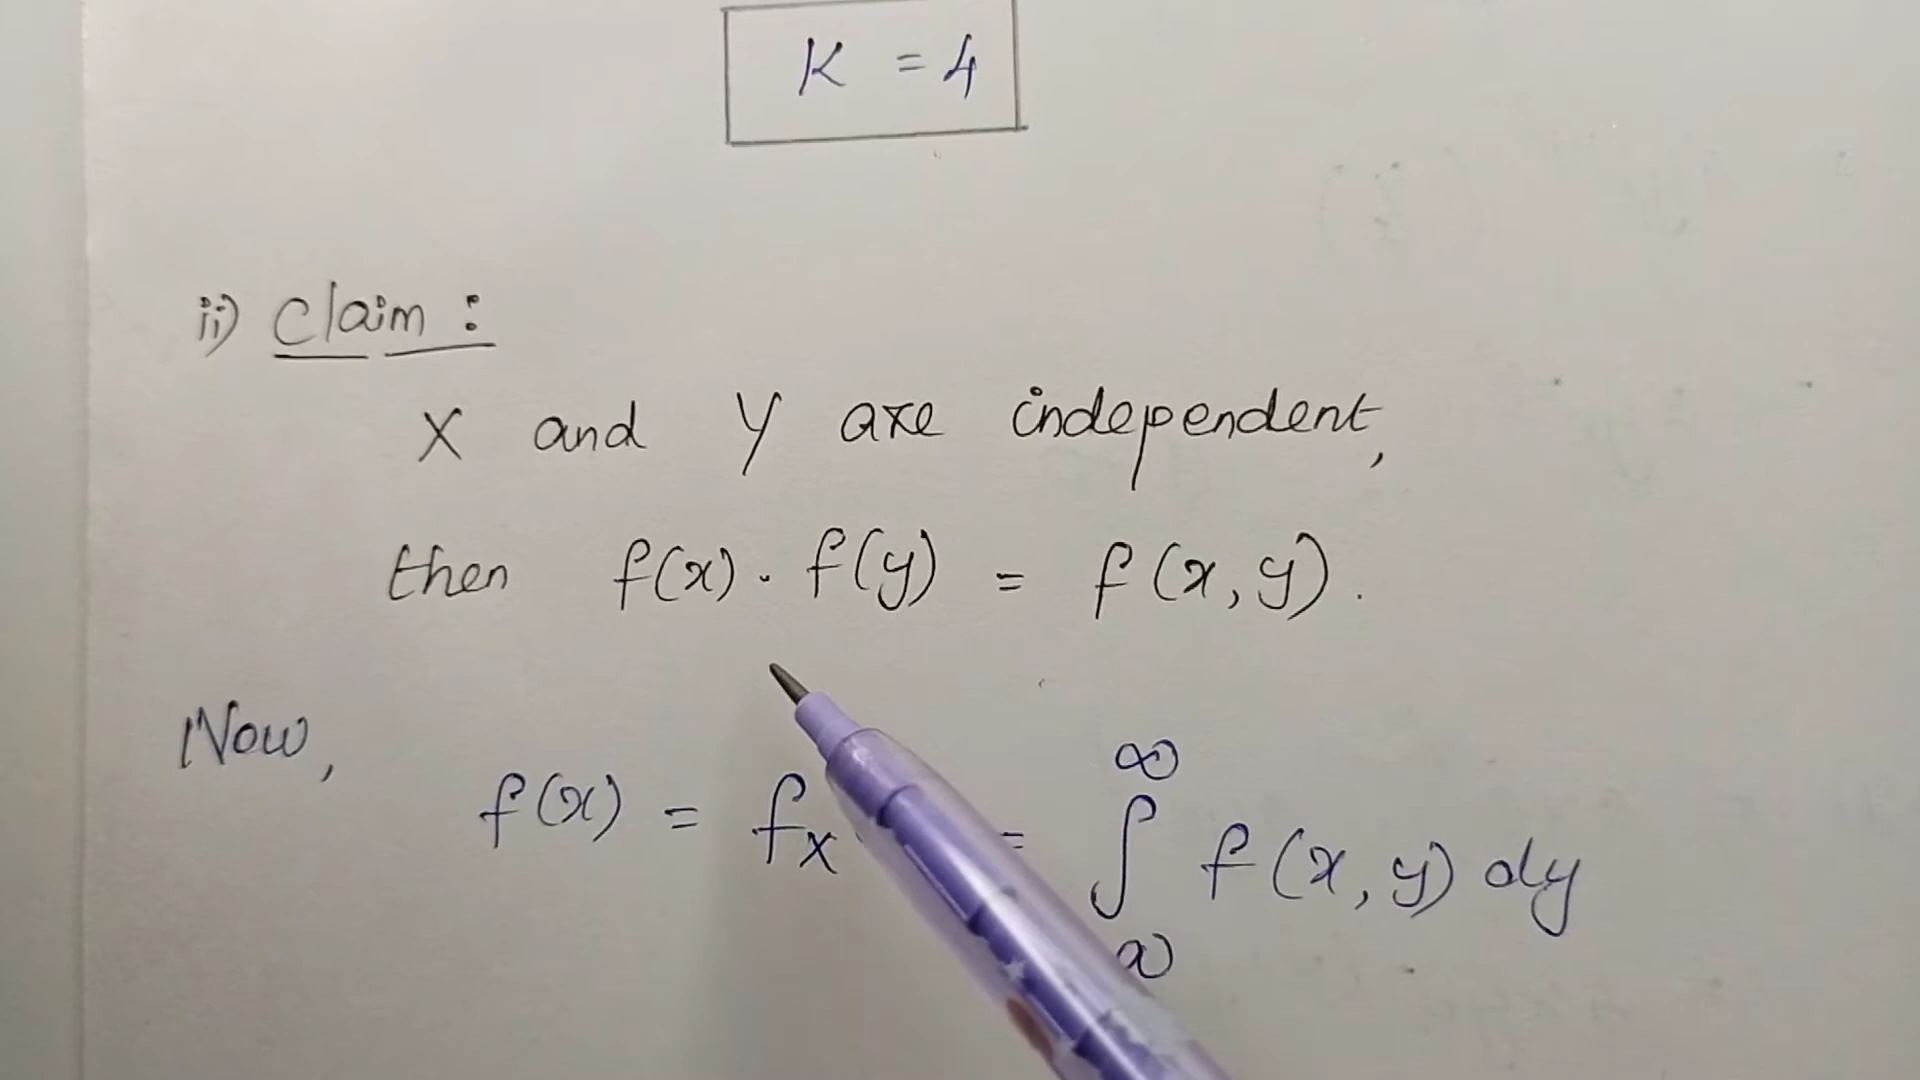 K = 4
ii) Claim :
X and Y are independent,
then f(x) . f(y) = f(x, y).
Now,
f(x) = fx = ∫ ∞ ∞ f(x, y) dy